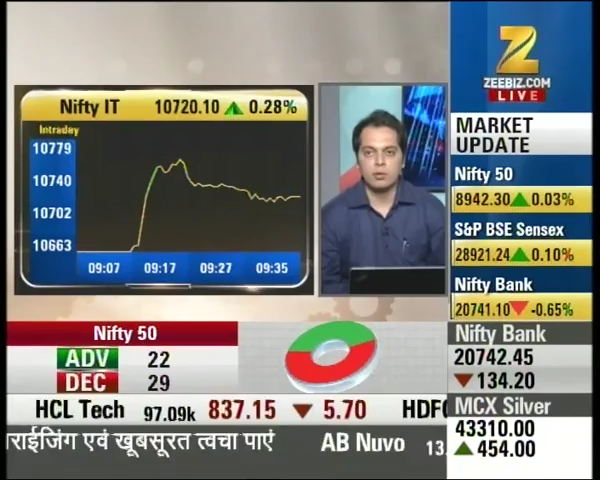 Nifty IT 10720.10 0.28%
Intraday
10779
10740
10702
10663
09:07 09:17 09:27 09:35
Z
ZEEBIZ.COM
LIVE
MARKET
UPDATE
Nifty 50
8942.30 0.03%
S&P BSE Sensex
28921.24 0.10%
Nifty Bank
20741.10 -0.65%
Nifty Bank
20742.45
134.20
MCX Silver
43310.00
454.00
Nifty 50
ADV 22
DEC 29
HCL Tech 97.09k 837.15 5.70 HDFC
राईजिंग एवं खूबसूरत त्वचा पाएं AB Nuvo 13.